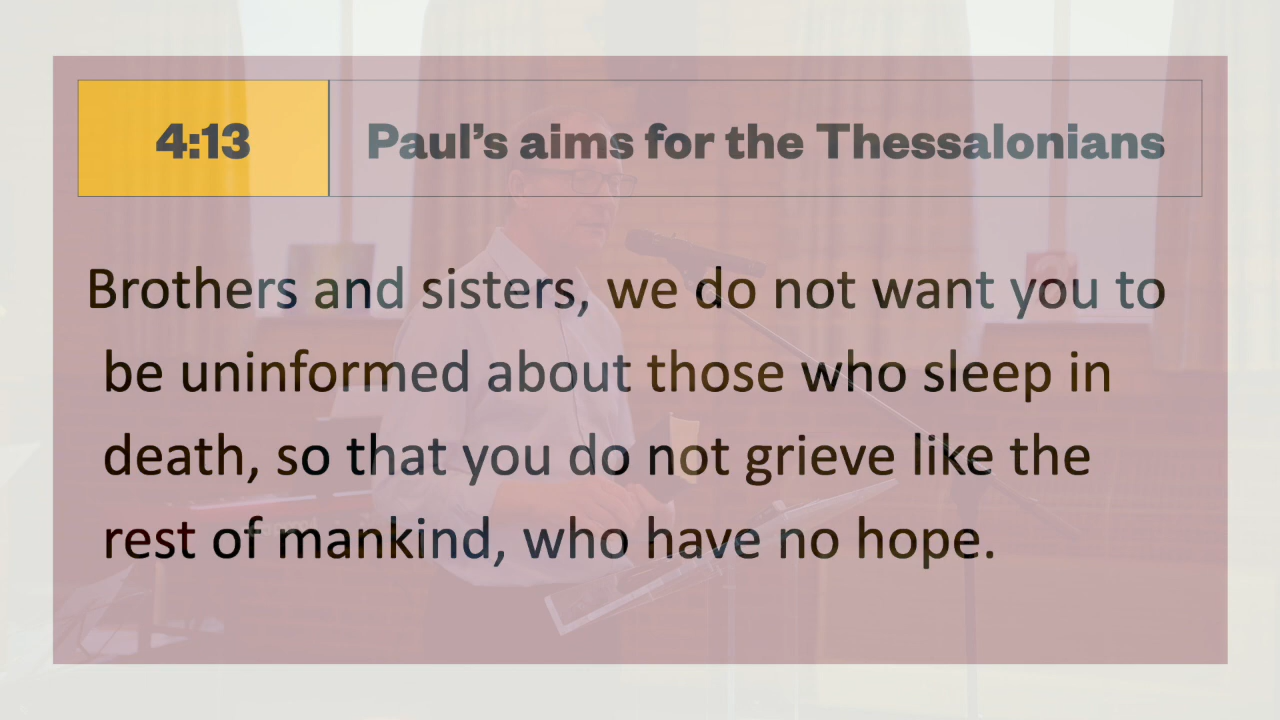 4:13
Paul’s aims for the Thessalonians
Brothers and sisters, we do not want you to
be uninformed about those who sleep in
death, so that you do not grieve like the
rest of mankind, who have no hope.